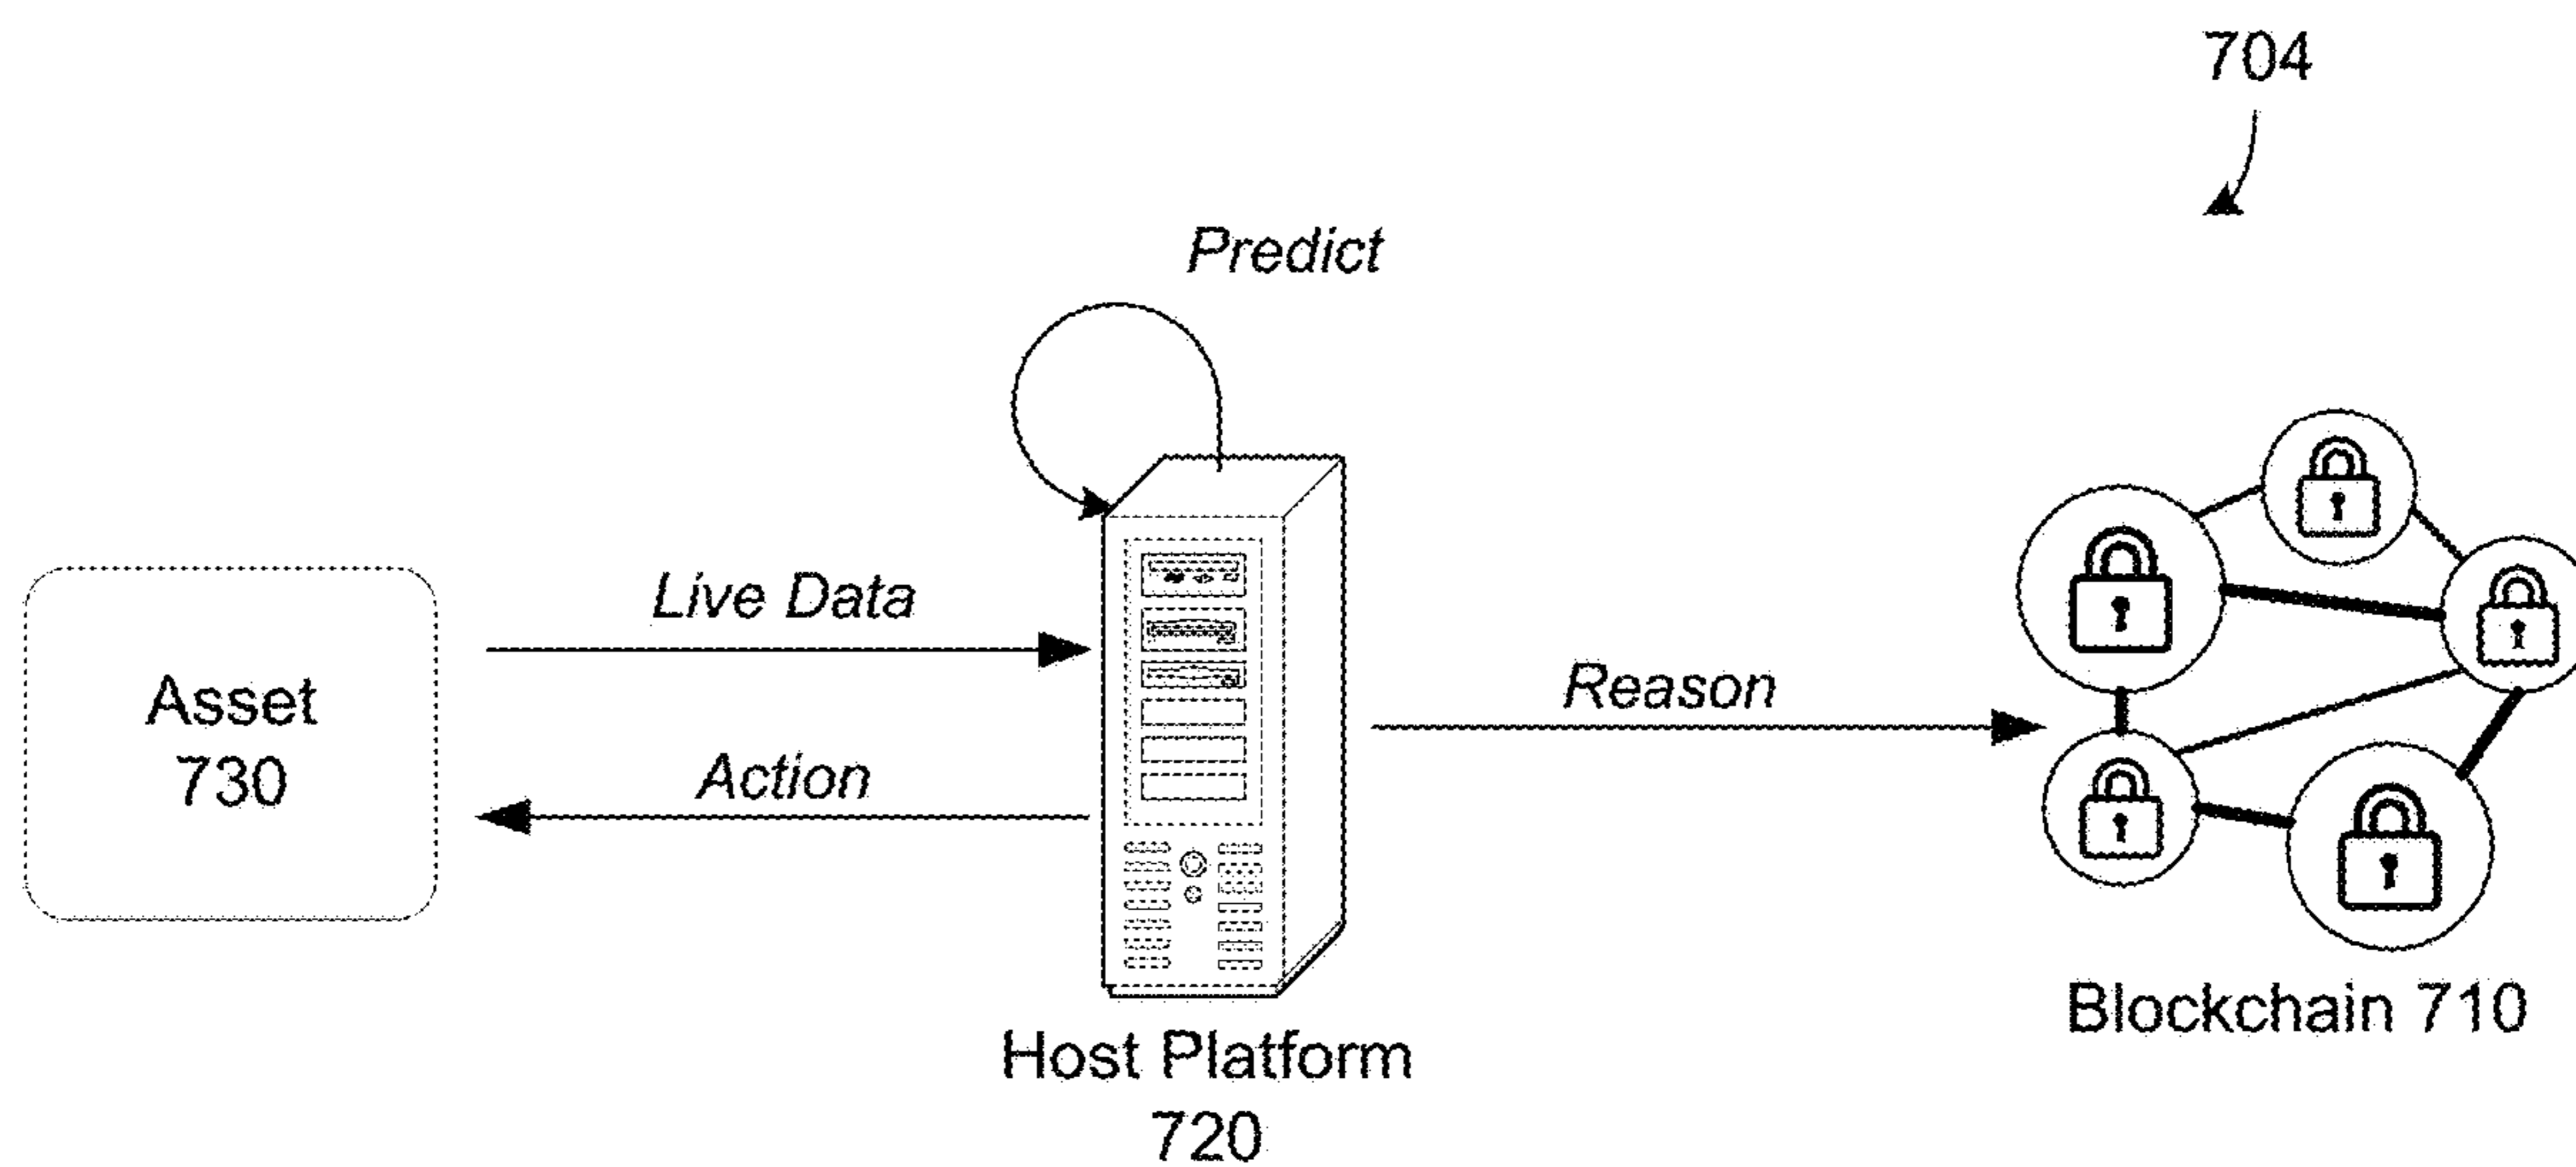 704
Predict
Live Data
Asset
730
Action
Reason
Blockchain 710
Host Platform
720